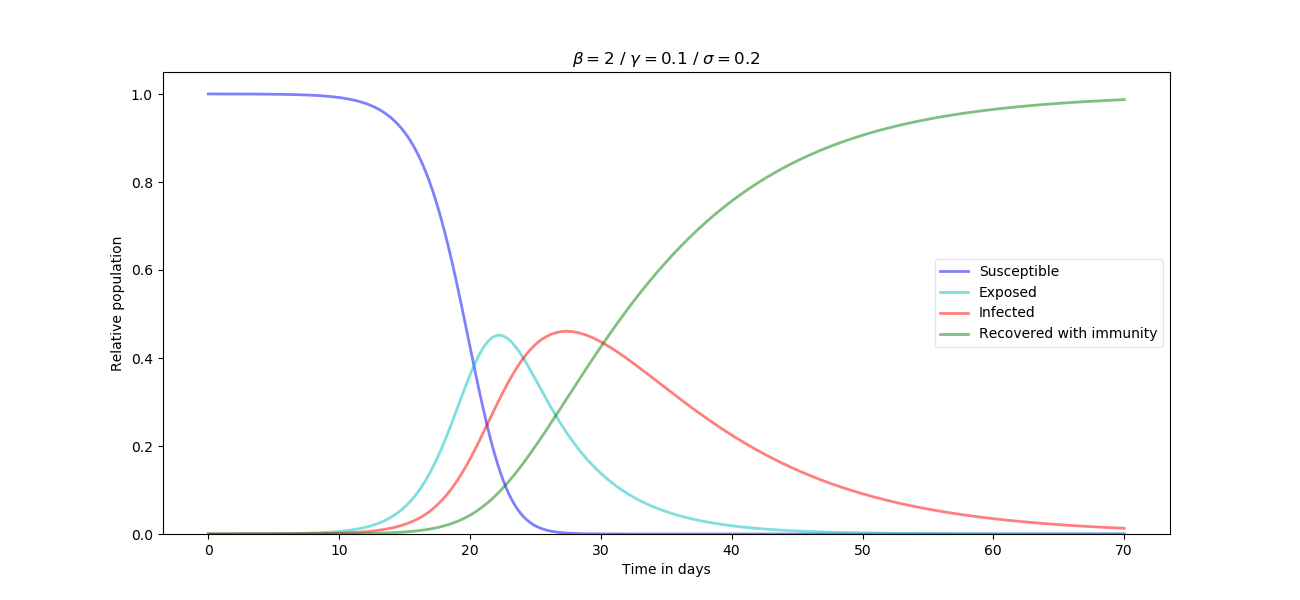 β = 2 / γ = 0.1 / σ = 0.2
1.0
0.8
0.6
0.4
0.2
0.0
Relative population
Susceptible
Exposed
Infected
Recovered with immunity
0 10 20 30 40 50 60 70
Time in days